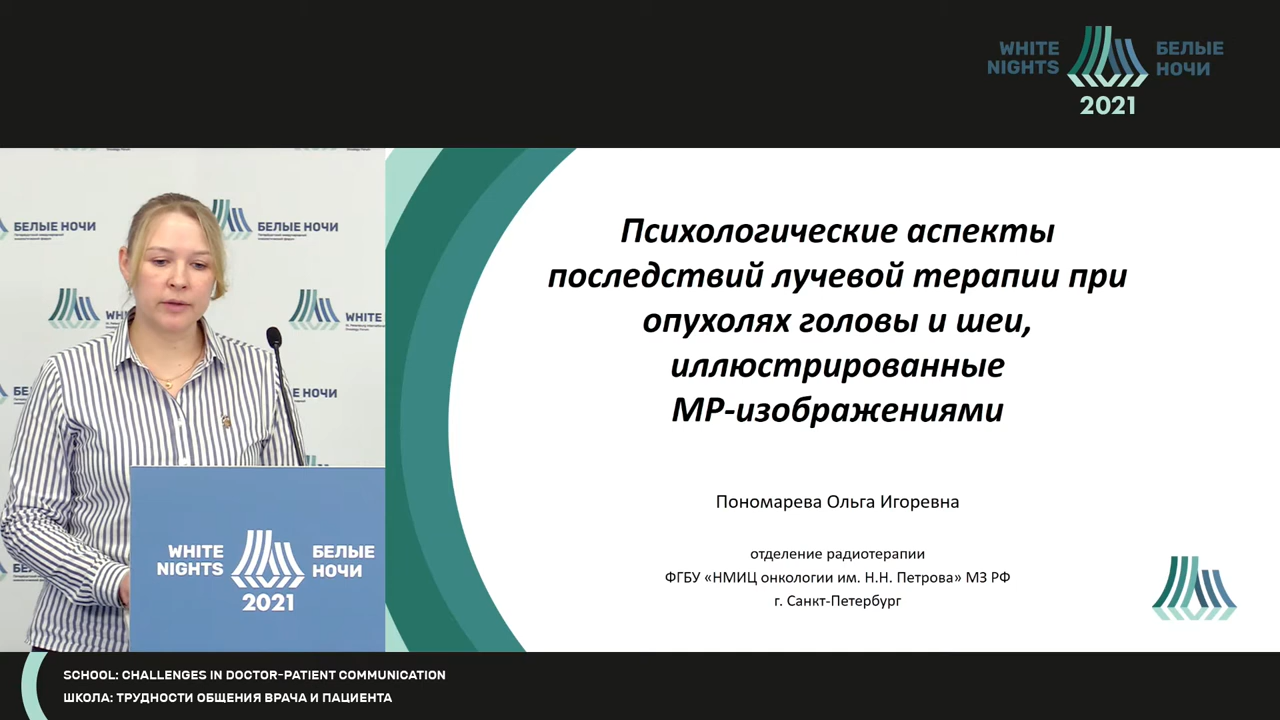 WHITE
NIGHTS
БЕЛЫЕ
НОЧИ
2021
БЕЛЫЕ НОЧИ
БЕЛЫЕ НОЧИ
WHITE
Психологические аспекты
последствий лучевой терапии при
опухолях головы и шеи,
иллюстрированные
МР-изображениями
Пономарева Ольга Игоревна
отделение радиотерапии
ФГБУ «НМИЦ онкологии им. Н.Н. Петрова» МЗ РФ
г. Санкт-Петербург
WHITE
NIGHTS
БЕЛЫЕ
НОЧИ
2021
SCHOOL: CHALLENGES IN DOCTOR-PATIENT COMMUNICATION
ШКОЛА: ТРУДНОСТИ ОБЩЕНИЯ ВРАЧА И ПАЦИЕНТА